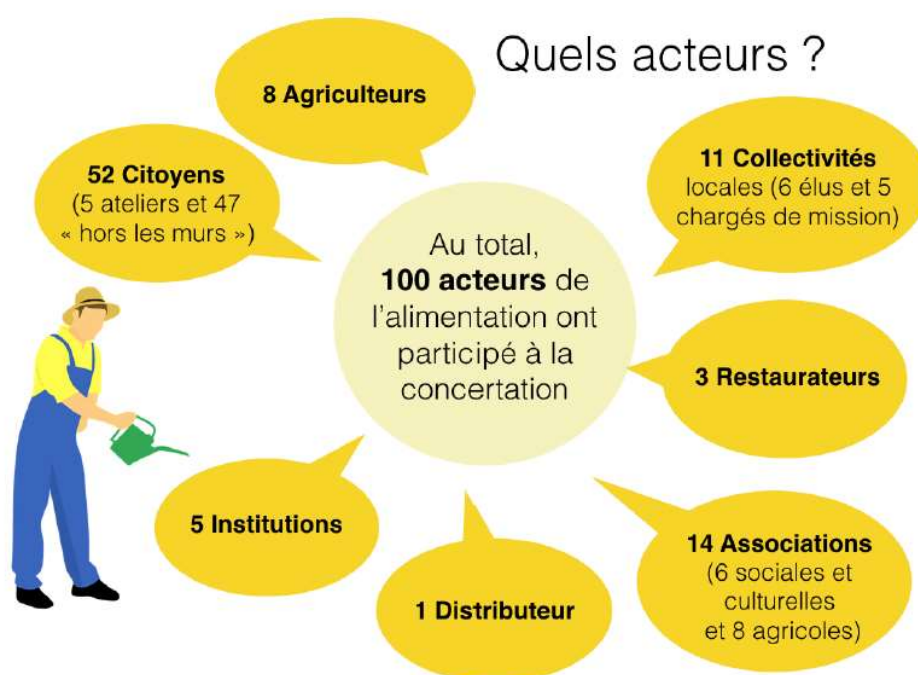 Quels acteurs ?
8 Agriculteurs
52 Citoyens
(5 ateliers et 47
« hors les murs »)
11 Collectivités
locales (6 élus et 5
chargés de mission)
Au total,
100 acteurs de
l'alimentation ont
participé à la
concertation
3 Restaurateurs
5 Institutions
14 Associations
(6 sociales et
culturelles
et 8 agricoles)
1 Distributeur